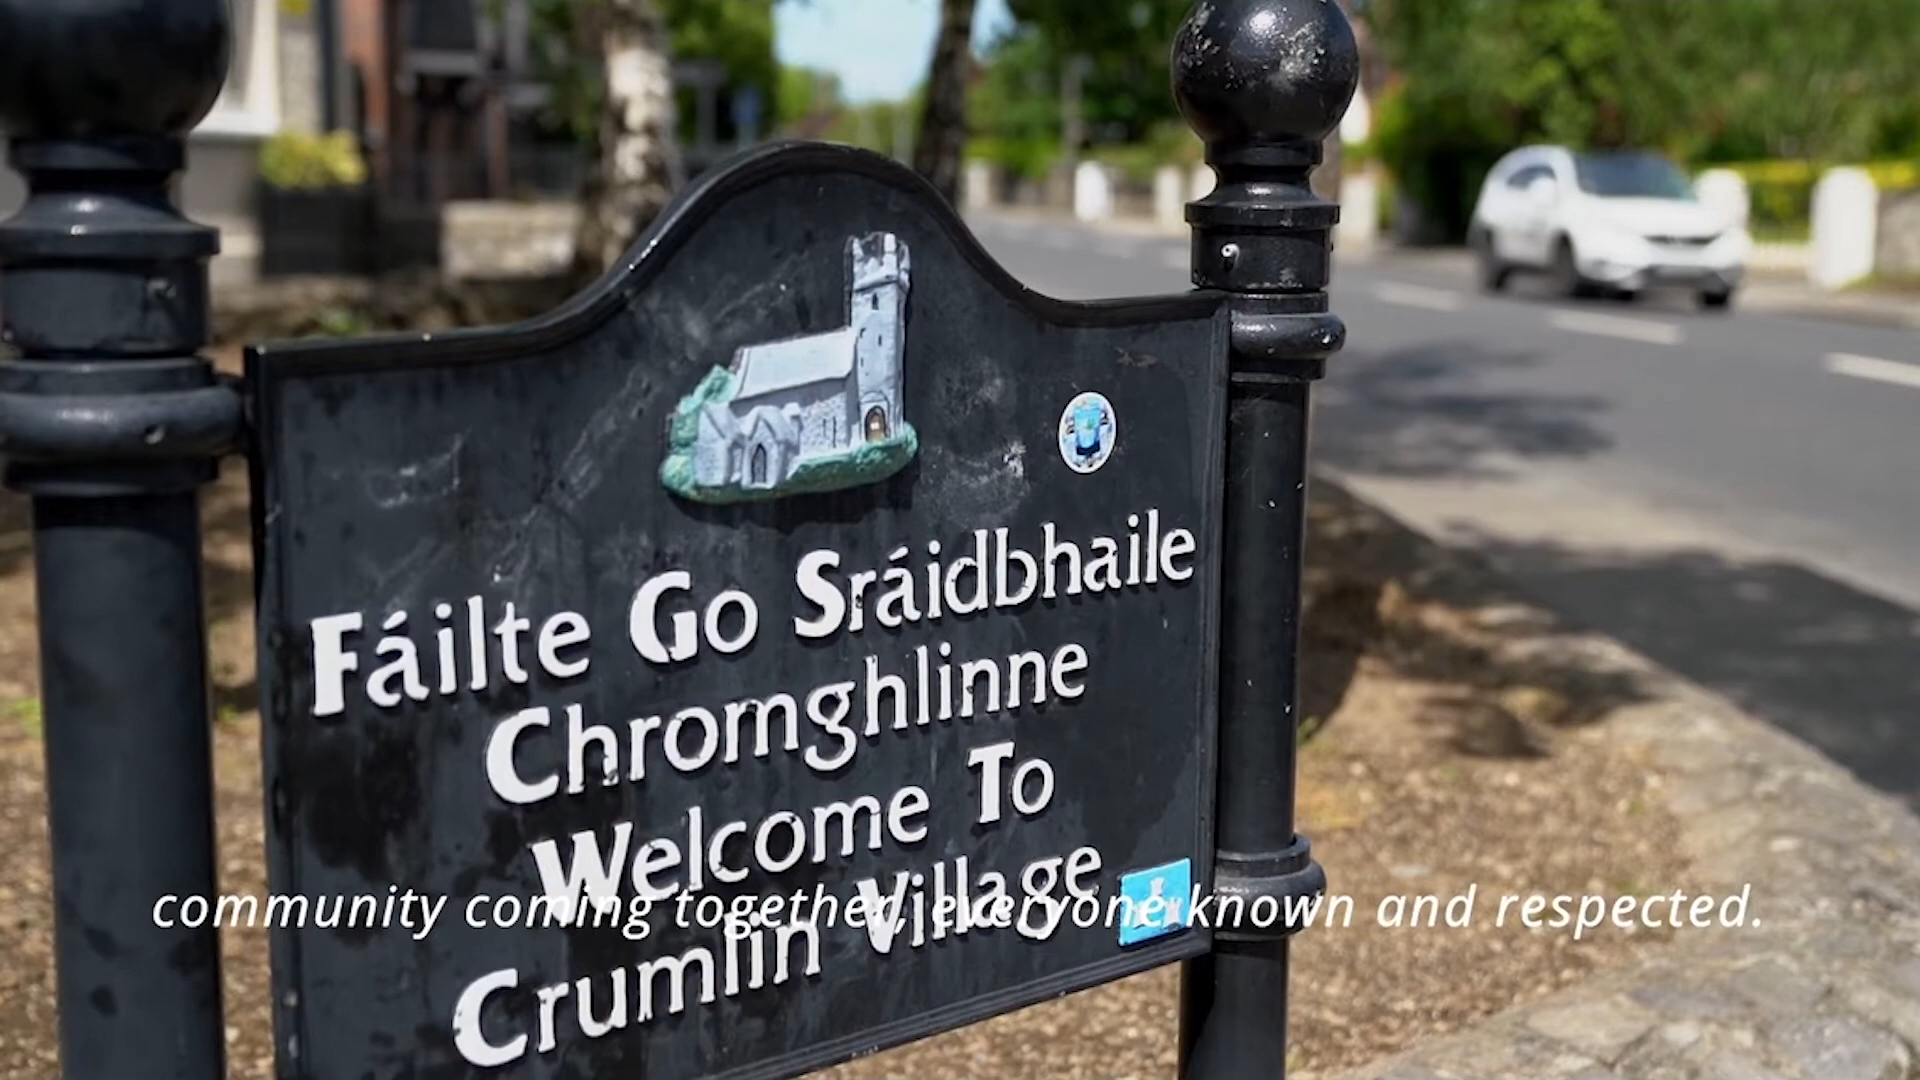 Fáilte Go Sráidbhaile
Chromghlinne
Welcome To
Crumlin Village
community coming together, everyone known and respected.